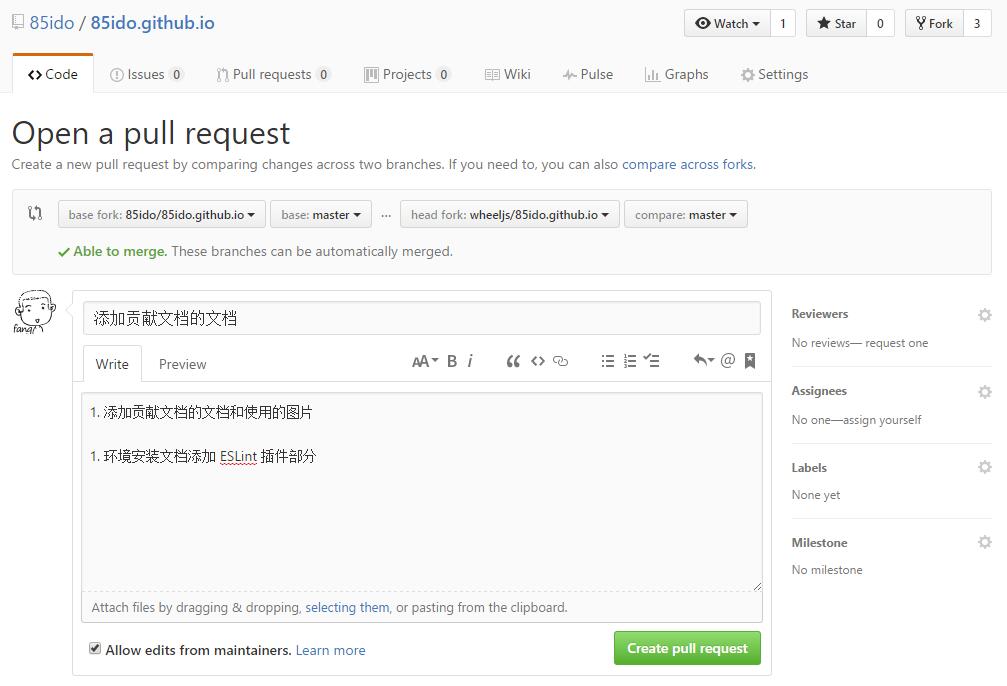 85ido / 85ido.github.io
Watch 1 Star 0 Fork 3
Code Issues 0 Pull requests 0 Projects 0 Wiki Pulse Graphs Settings
Open a pull request
Create a new pull request by comparing changes across two branches. If you need to, you can also compare across forks.
base fork: 85ido/85ido.github.io base: master ... head fork: wheeljs/85ido.github.io compare: master
Able to merge. These branches can be automatically merged.
fang!
添加贡献文档的文档
Write Preview AA B i
1. 添加贡献文档的文档和使用的图片
1. 环境安装文档添加 ESLint 插件部分
Attach files by dragging & dropping, selecting them, or pasting from the clipboard.
Allow edits from maintainers. Learn more
Create pull request
Reviewers
No reviews— request one
Assignees
No one—assign yourself
Labels
None yet
Milestone
No milestone